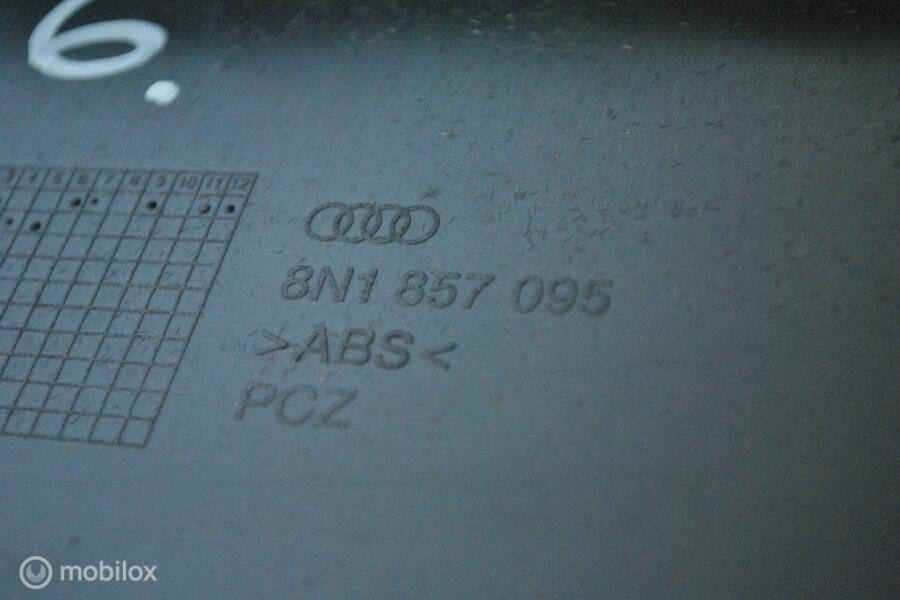 6.
3 4 5 6 7 8 9 10 11 12
8N1 857 095
>ABS<
PCZ
mobilox